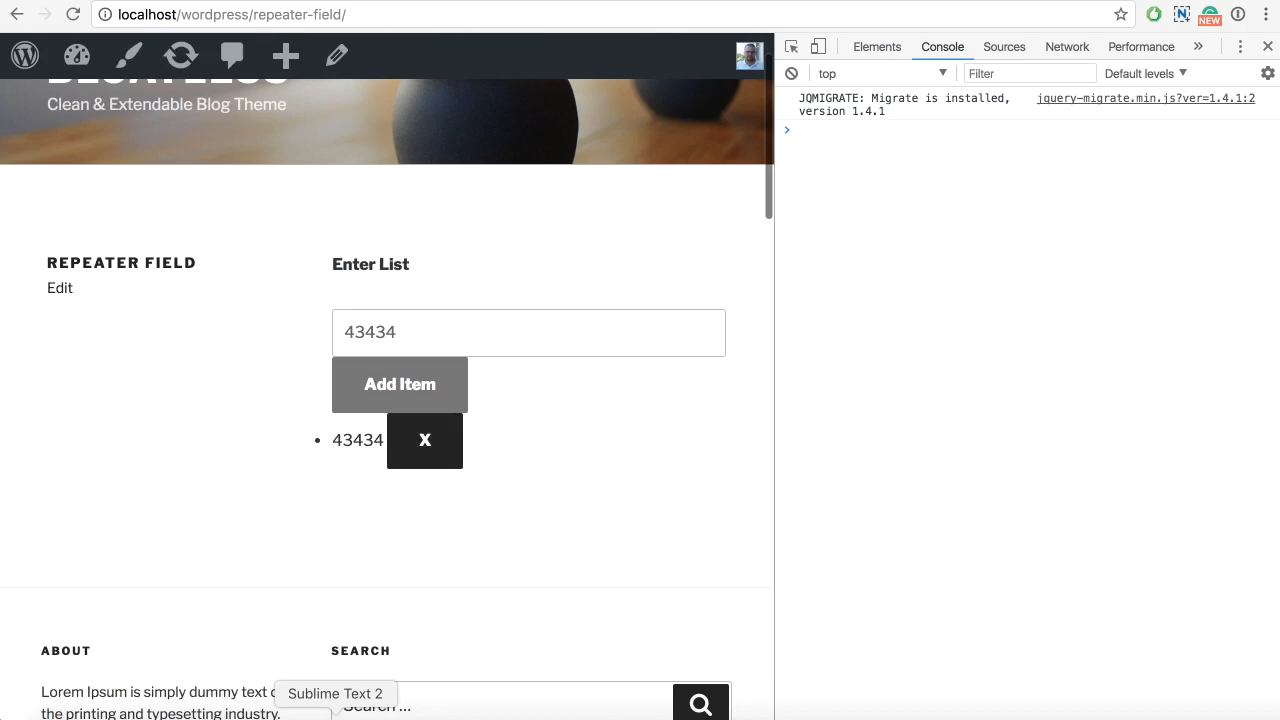 localhost/wordpress/repeater-field/
NEW
Elements Console Sources Network Performance »
top Filter Default levels
JQMIGRATE: Migrate is installed, jquery-migrate.min.js?ver=1.4.1:2
version 1.4.1
Clean & Extendable Blog Theme
REPEATER FIELD
Edit
Enter List
43434
Add Item
43434 X
ABOUT
Lorem Ipsum is simply dummy text
the printing and typesetting industry.
SEARCH
Search ...
Sublime Text 2